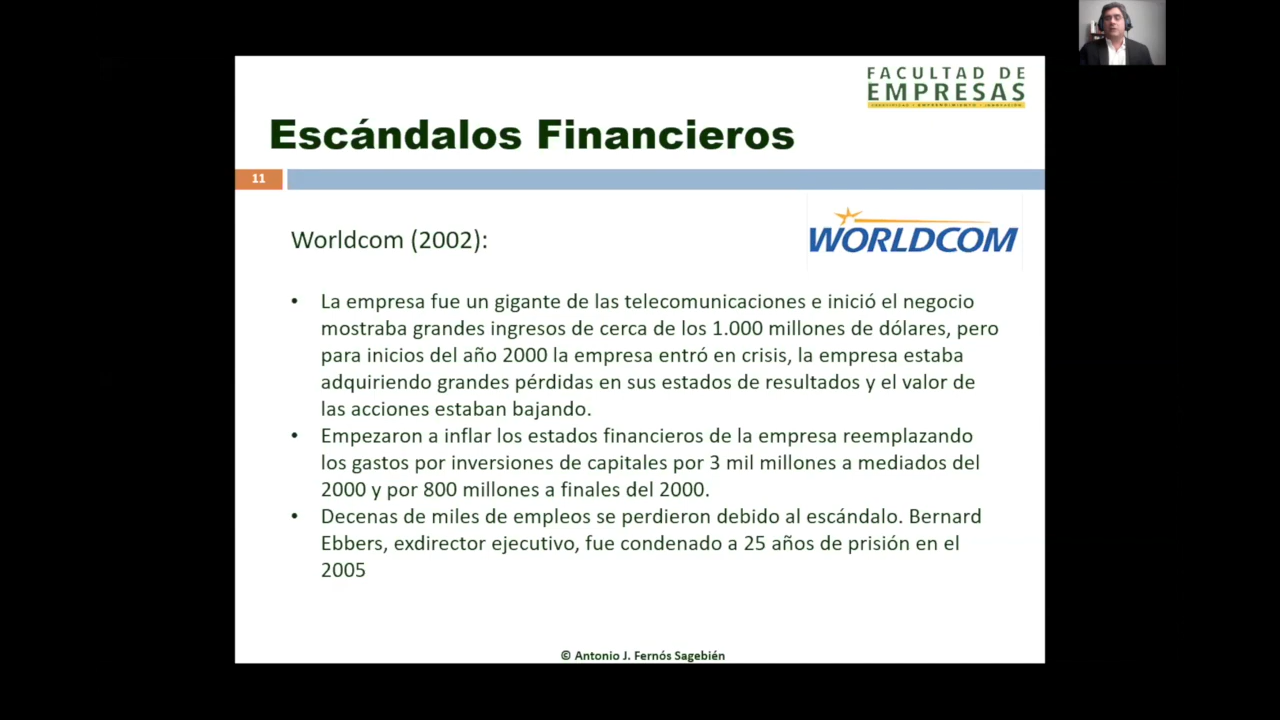 FACULTAD DE
EMPRESAS
Escándalos Financieros
11
WORLDCOM
Worldcom (2002):
• La empresa fue un gigante de las telecomunicaciones e inició el negocio
mostraba grandes ingresos de cerca de los 1.000 millones de dólares, pero
para inicios del año 2000 la empresa entró en crisis, la empresa estaba
adquiriendo grandes pérdidas en sus estados de resultados y el valor de
las acciones estaban bajando.
• Empezaron a inflar los estados financieros de la empresa reemplazando
los gastos por inversiones de capitales por 3 mil millones a mediados del
2000 y por 800 millones a finales del 2000.
• Decenas de miles de empleos se perdieron debido al escándalo. Bernard
Ebbers, exdirector ejecutivo, fue condenado a 25 años de prisión en el
2005
© Antonio J. Fernós Sagebién